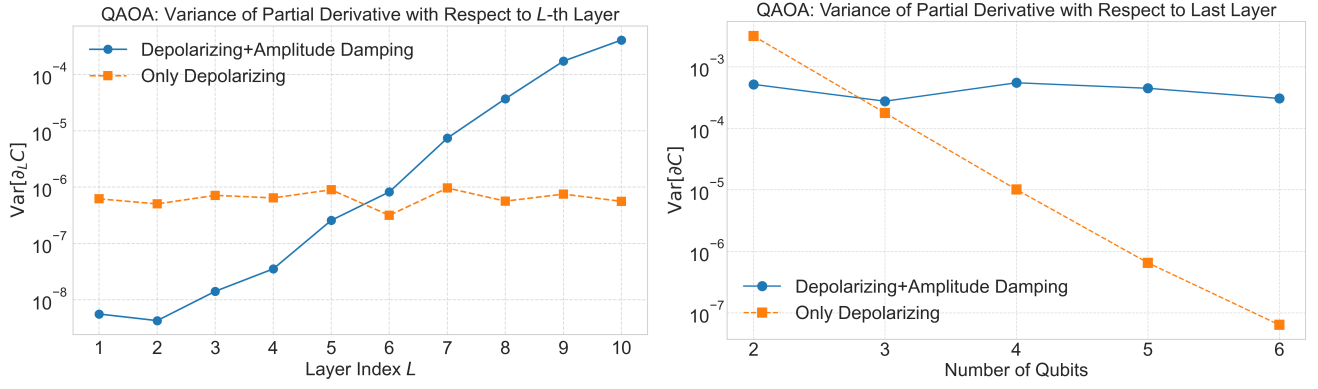 QAOA: Variance of Partial Derivative with Respect to L-th Layer
Depolarizing+Amplitude Damping
Only Depolarizing
10⁻⁴
10⁻⁵
10⁻⁶
10⁻⁷
10⁻⁸
Var[∂_L C]
1 2 3 4 5 6 7 8 9 10
Layer Index L
QAOA: Variance of Partial Derivative with Respect to Last Layer
10⁻³
10⁻⁴
10⁻⁵
10⁻⁶
10⁻⁷
Var[∂C]
Depolarizing+Amplitude Damping
Only Depolarizing
2 3 4 5 6
Number of Qubits